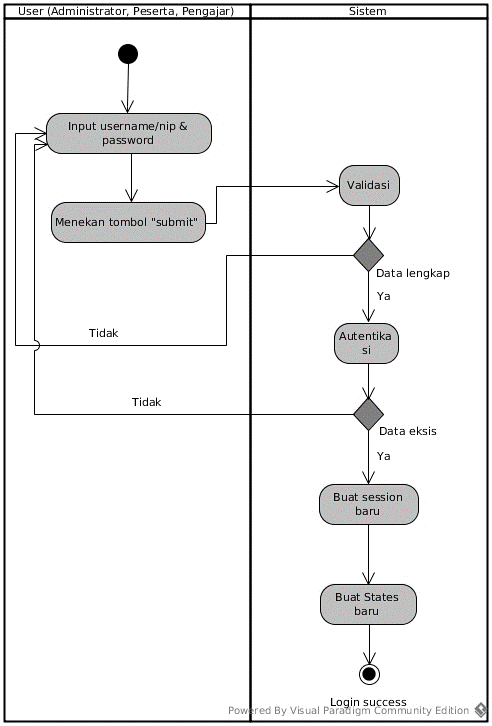 User (Administrator, Peserta, Pengajar)
Sistem
Input username/nip &
password
Menekan tombol "submit"
Validasi
Data lengkap
Ya
Tidak
Autentika
si
Tidak
Data eksis
Ya
Buat session
baru
Buat States
baru
Login success
Powered By Visual Paradigm Community Edition